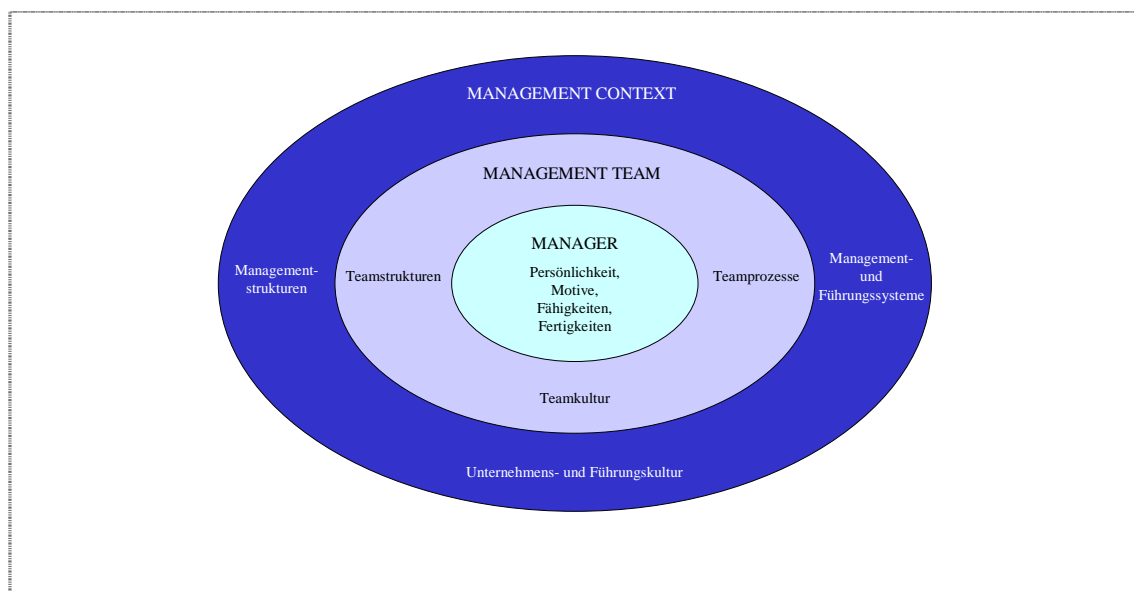 MANAGEMENT CONTEXT
MANAGEMENT TEAM
MANAGER
Persönlichkeit,
Motive,
Fähigkeiten,
Fertigkeiten
Management-
strukturen
Teamstrukturen
Teamprozesse
Management-
und
Führungssysteme
Teamkultur
Unternehmens- und Führungskultur